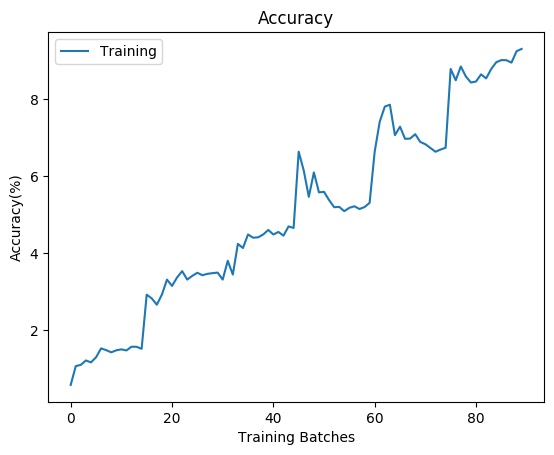 Accuracy
Training
Accuracy(%)
8
6
4
2
0 20 40 60 80
Training Batches